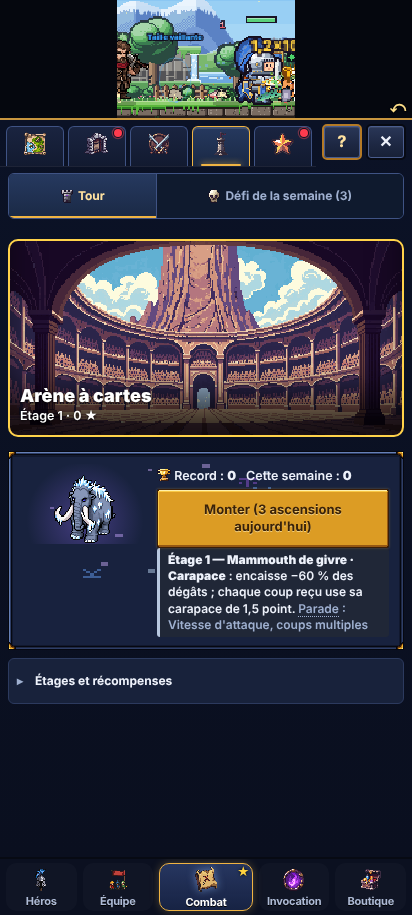 Taille vaillante
1
1,2×10
?
×
Tour
Défi de la semaine (3)
Arène à cartes
Étage 1 · 0 ★
Record : 0 Cette semaine : 0
Monter (3 ascensions
aujourd'hui)
Étage 1 — Mammouth de givre ·
Carapace : encaisse −60 % des
dégâts ; chaque coup reçu use sa
carapace de 1,5 point. Parade :
Vitesse d'attaque, coups multiples
▸ Étages et récompenses
Héros
Équipe
Combat
Invocation
Boutique